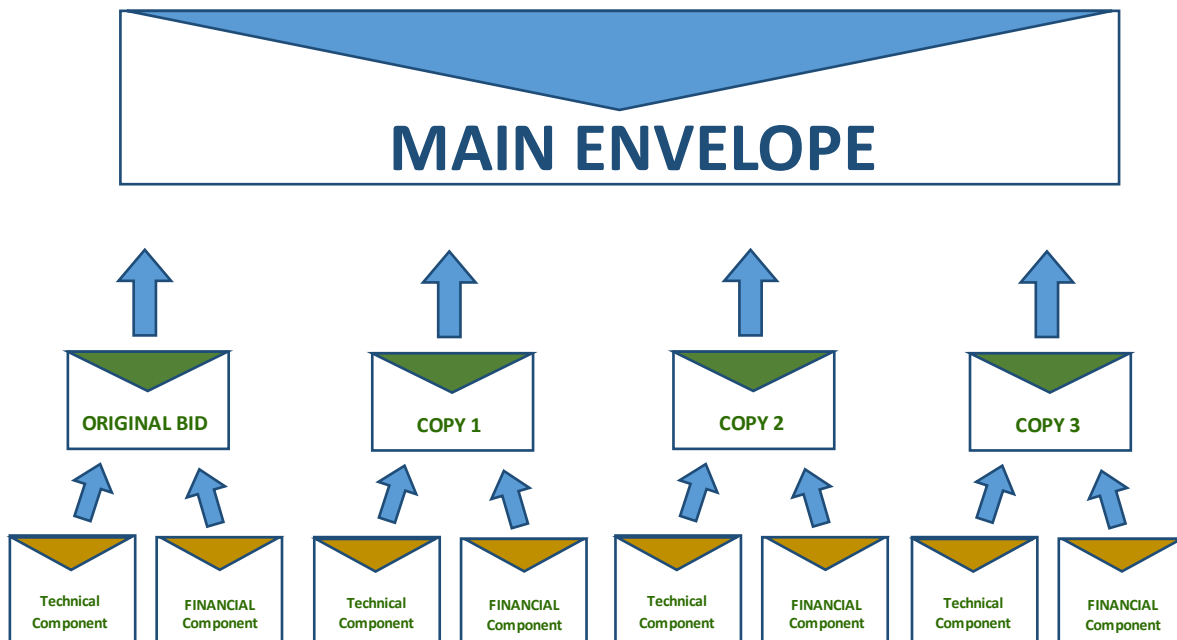 MAIN ENVELOPE
ORIGINAL BID
COPY 1
COPY 2
COPY 3
Technical
Component
FINANCIAL
Component
Technical
Component
FINANCIAL
Component
Technical
Component
FINANCIAL
Component
Technical
Component
FINANCIAL
Component